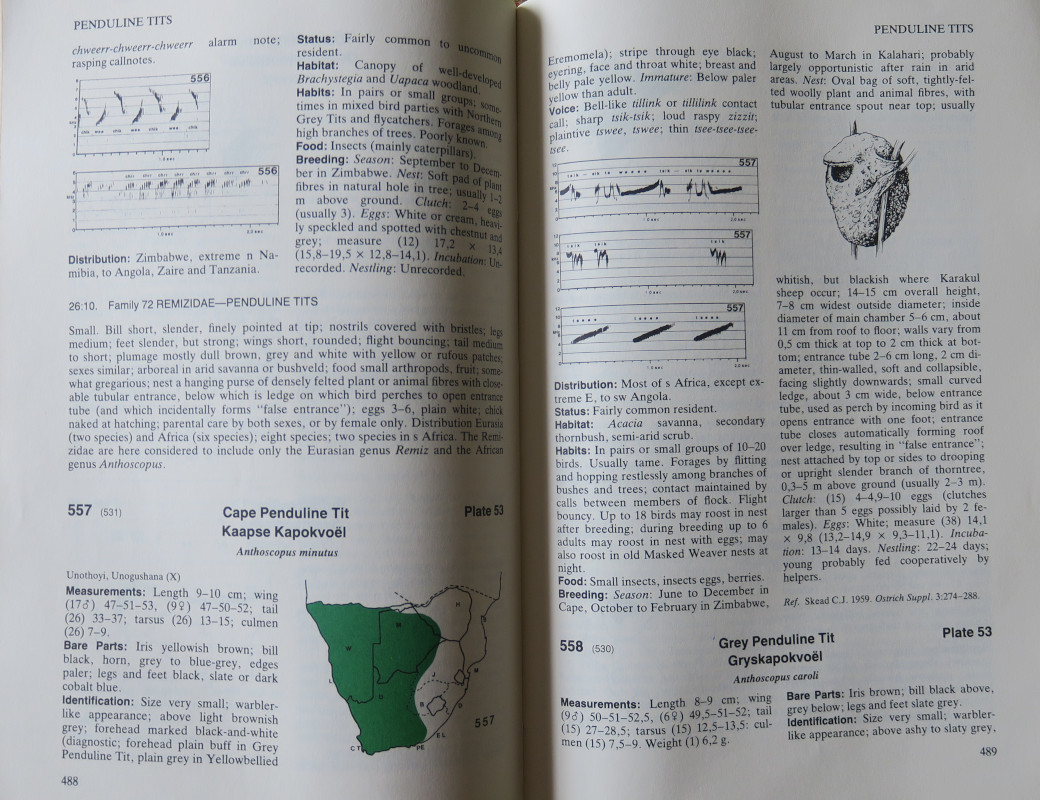 PENDULINE TITS
chweerr-chweerr-chweerr alarm note;
rasping callnotes.
556
556
Distribution: Zimbabwe, extreme n Na-
mibia, to Angola, Zaire and Tanzania.
Status: Fairly common to uncommon
resident.
Habitat: Canopy of well-developed
Brachystegia and Uapaca woodland.
Habits: In pairs or small groups; some-
times in mixed bird parties with Northern
Grey Tits and flycatchers. Forages among
high branches of trees. Poorly known.
Food: Insects (mainly caterpillars).
Breeding: Season: September to Decem-
ber in Zimbabwe. Nest: Soft pad of plant
fibres in natural hole in tree; usually 1–2
m above ground. Clutch: 2–4 eggs
(usually 3). Eggs: White or cream, heavi-
ly speckled and spotted with chestnut and
grey; measure (12) 17,2 × 13,4
(15,8–19,5 × 12,8–14,1). Incubation: Un-
recorded. Nestling: Unrecorded.
26:10. Family 72 REMIZIDAE—PENDULINE TITS
Small. Bill short, slender, finely pointed at tip; nostrils covered with bristles; legs
medium; feet slender, but strong; wings short, rounded; flight bouncing; tail medium
to short; plumage mostly dull brown, grey and white with yellow or rufous patches;
sexes similar; arboreal in arid savanna or bushveld; food small arthropods, fruit; some-
what gregarious; nest a hanging purse of densely felted plant or animal fibres with close-
able tubular entrance, below which is ledge on which bird perches to open entrance
tube (and which incidentally forms "false entrance"); eggs 3–6, plain white; chick
naked at hatching; parental care by both sexes, or by female only. Distribution Eurasia
(two species) and Africa (six species); eight species; two species in s Africa. The Remi-
zidae are here considered to include only the Eurasian genus Remiz and the African
genus Anthoscopus.
557 (531)
Cape Penduline Tit
Plate 53
Kaapse Kapokvoël
Anthoscopus minutus
Unothoyi, Unogushana (X)
Measurements: Length 9–10 cm; wing
(17♂) 47–51–53, (9♀) 47–50–52; tail
(26) 33–37; tarsus (26) 13–15; culmen
(26) 7–9.
Bare Parts: Iris yellowish brown; bill
black, horn, grey to blue-grey, edges
paler; legs and feet black, slate or dark
cobalt blue.
Identification: Size very small; warbler-
like appearance; above light brownish
grey; forehead marked black-and-white
(diagnostic; forehead plain buff in Grey
Penduline Tit, plain grey in Yellowbellied
557
488
PENDULINE TITS
Eremomela); stripe through eye black;
eyering, face and throat white; breast and
belly pale yellow. Immature: Below paler
yellow than adult.
Voice: Bell-like tillink or tillilink contact
call; sharp tsik-tsik; loud raspy zizzit;
plaintive tswee, tswee; thin tsee-tsee-tsee-
tsee.
557
557
557
Distribution: Most of s Africa, except ex-
treme E, to sw Angola.
Status: Fairly common resident.
Habitat: Acacia savanna, secondary
thornbush, semi-arid scrub.
Habits: In pairs or small groups of 10–20
birds. Usually tame. Forages by flitting
and hopping restlessly among branches of
bushes and trees; contact maintained by
calls between members of flock. Flight
bouncy. Up to 18 birds may roost in nest
after breeding; during breeding up to 6
adults may roost in nest with eggs; may
also roost in old Masked Weaver nests at
night.
Food: Small insects, insects eggs, berries.
Breeding: Season: June to December in
Cape, October to February in Zimbabwe,
August to March in Kalahari; probably
largely opportunistic after rain in arid
areas. Nest: Oval bag of soft, tightly-fel-
ted woolly plant and animal fibres, with
tubular entrance spout near top; usually
whitish, but blackish where Karakul
sheep occur; 14–15 cm overall height,
7–8 cm widest outside diameter; inside
diameter of main chamber 5–6 cm, about
11 cm from roof to floor; walls vary from
0,5 cm thick at top to 2 cm thick at bot-
tom; entrance tube 2–6 cm long, 2 cm di-
ameter, thin-walled, soft and collapsible,
facing slightly downwards; small curved
ledge, about 3 cm wide, below entrance
tube, used as perch by incoming bird as it
opens entrance with one foot; entrance
tube closes automatically forming roof
over ledge, resulting in "false entrance";
nest attached by top or sides to drooping
or upright slender branch of thorntree,
0,3–5 m above ground (usually 2–3 m).
Clutch: (15) 4–4,9–10 eggs (clutches
larger than 5 eggs possibly laid by 2 fe-
males). Eggs: White; measure (38) 14,1
× 9,8 (13,2–14,9 × 9,3–11,1). Incuba-
tion: 13–14 days. Nestling: 22–24 days;
young probably fed cooperatively by
helpers.
Ref. Skead C.J. 1959. Ostrich Suppl. 3:274–288.
558 (530)
Grey Penduline Tit
Plate 53
Gryskapokvoël
Anthoscopus caroli
Measurements: Length 8–9 cm; wing
(9♂) 50–51–52,5, (6♀) 49,5–51–52; tail
(15) 27–28,5; tarsus (15) 12,5–13,5: cul-
men (15) 7,5–9. Weight (1) 6,2 g.
Bare Parts: Iris brown; bill black above,
grey below; legs and feet slate grey.
Identification: Size very small; warbler-
like appearance; above ashy to slaty grey,
489